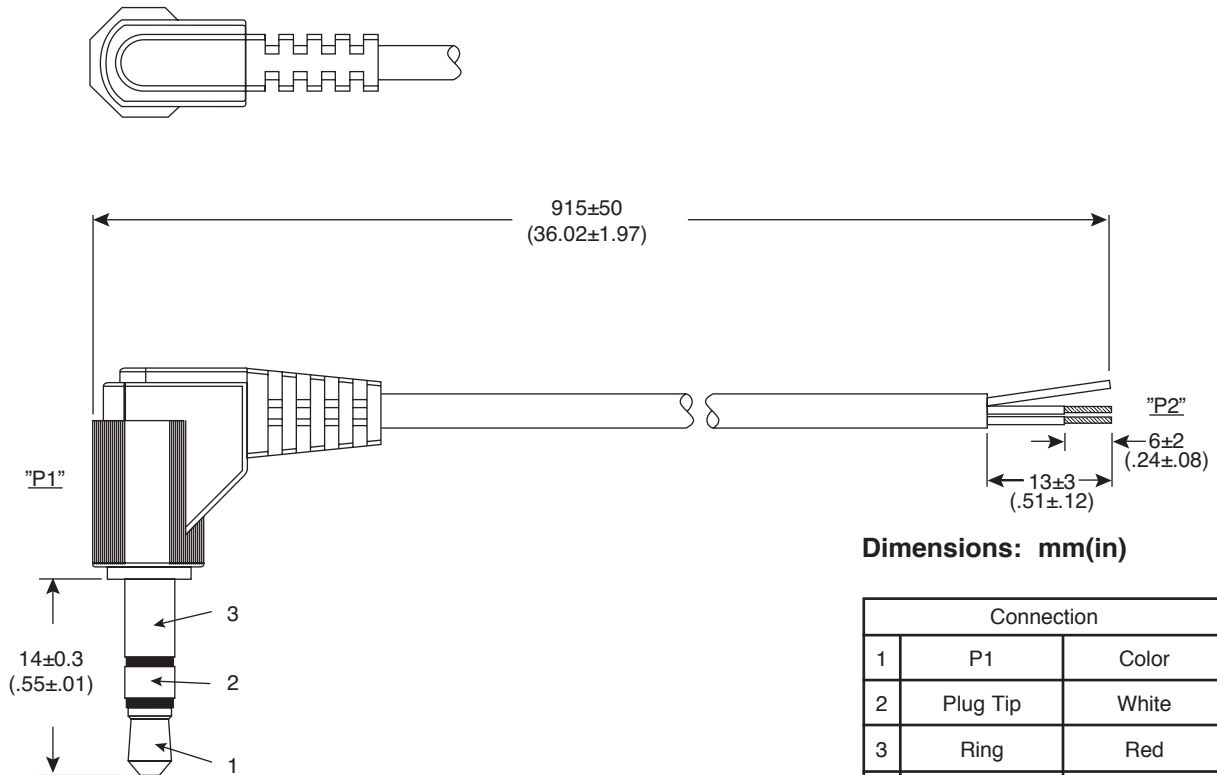 915±50
(36.02±1.97)
"P2"
6±2
(.24±.08)
"P1"
13±3
(.51±.12)
Dimensions: mm(in)
3
14±0.3
(.55±.01)
2
1
Connection
1 P1 Color
2 Plug Tip White
3 Ring Red